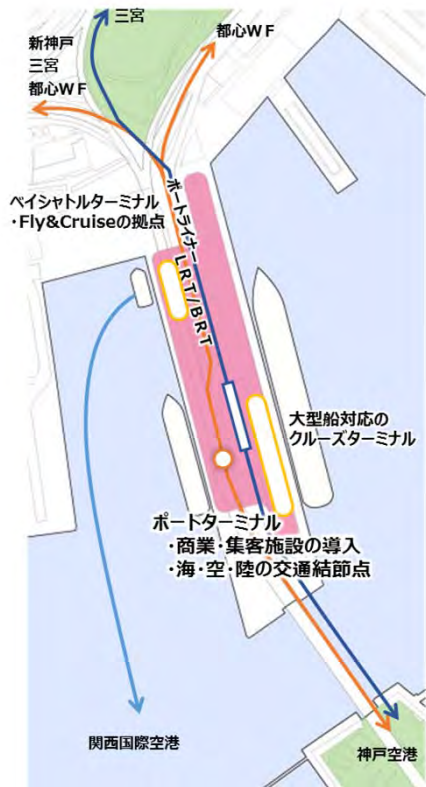 三宮
都心WF
新神戸
三宮
都心WF
ポートライナー
LRT/BRT
ベイシャトルターミナル
・Fly&Cruiseの拠点
大型船対応の
クルーズターミナル
ポートターミナル
・商業・集客施設の導入
・海・空・陸の交通結節点
関西国際空港
神戸空港